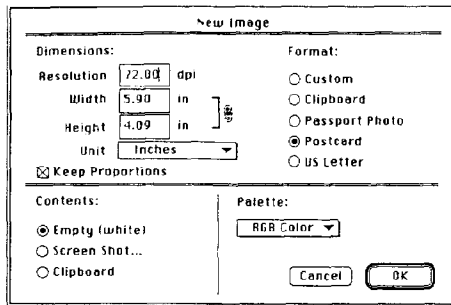 New Image
Dimensions:
Resolution 72.00 dpi
Width 5.90 in
Height 4.09 in
Unit Inches
Keep Proportions
Format:
Custom
Clipboard
Passport Photo
Postcard
US Letter
Contents:
Empty (white)
Screen Shot...
Clipboard
Palette:
RGB Color
Cancel OK